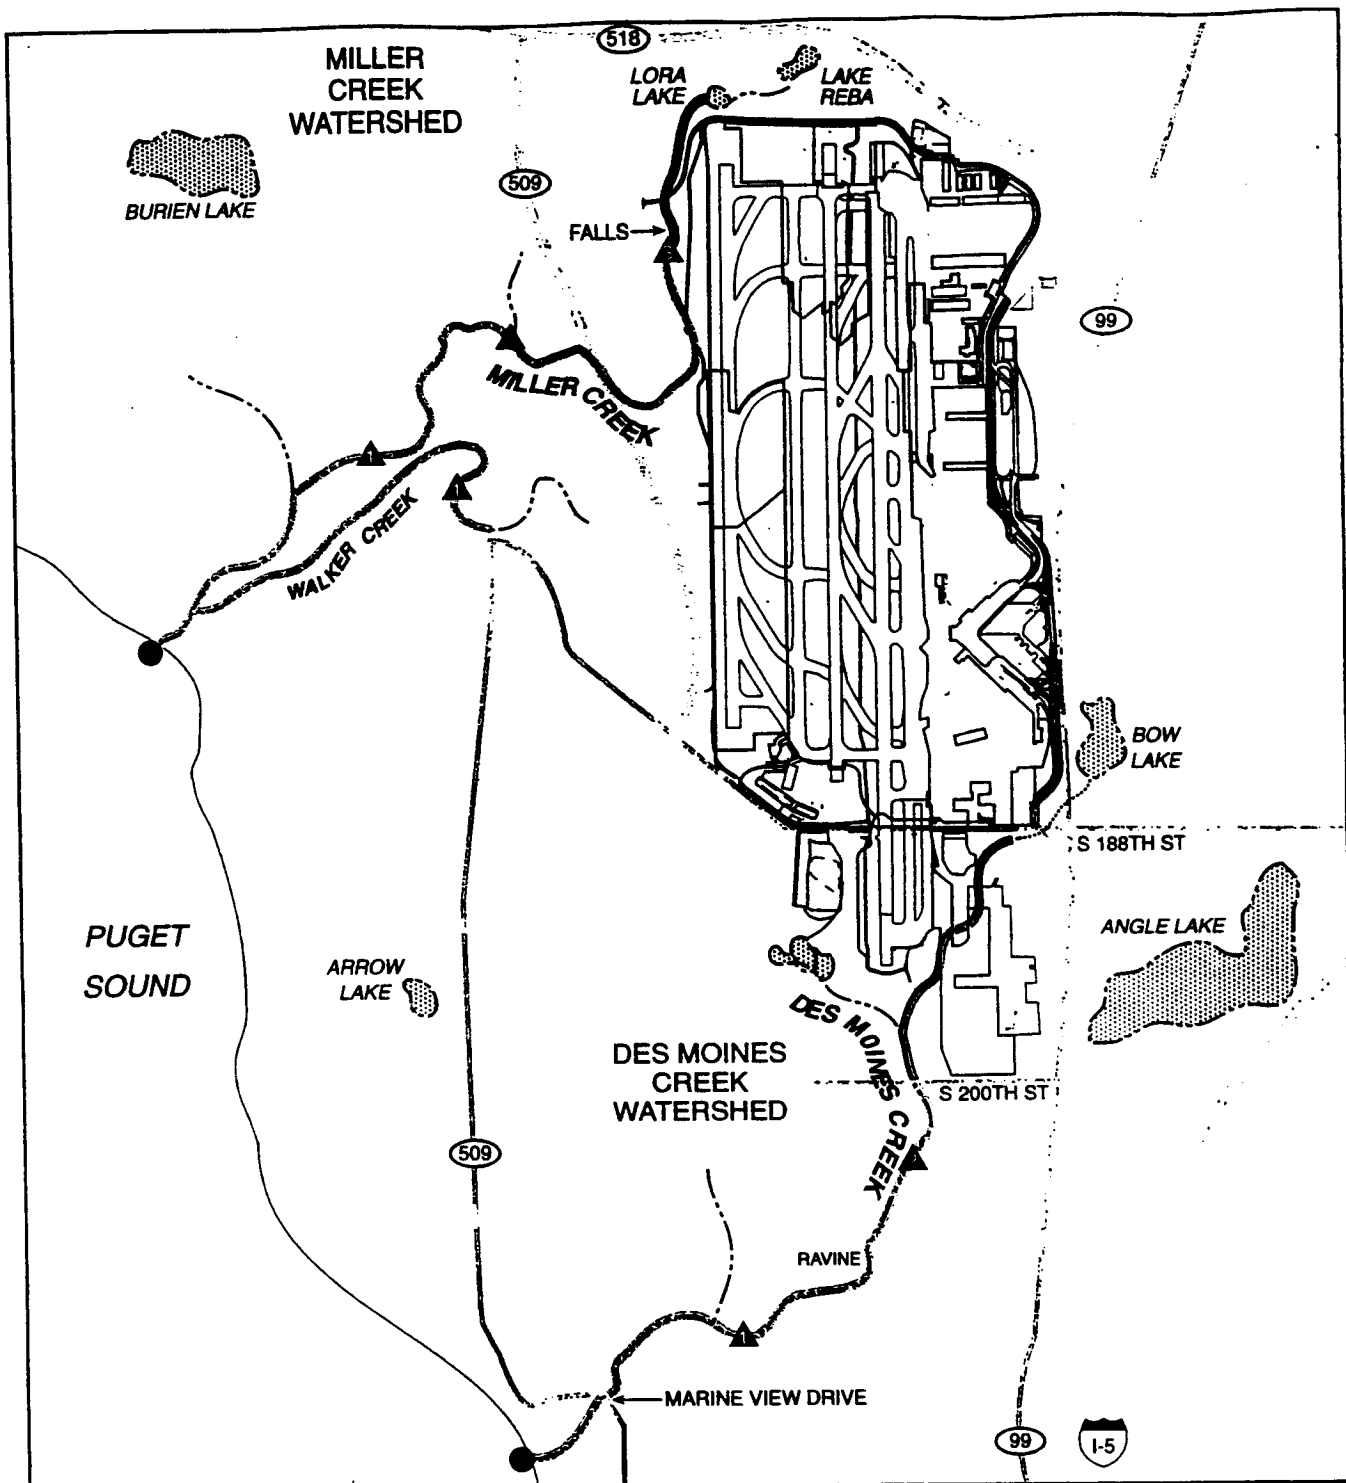 518
MILLER
CREEK
WATERSHED
LORA
LAKE
LAKE
REBA
BURIEN LAKE
509
FALLS
99
MILLER CREEK
WALKER CREEK
1
1
BOW
LAKE
S 188TH ST
PUGET
SOUND
ARROW
LAKE
ANGLE LAKE
DES MOINES CREEK
DES MOINES
CREEK
WATERSHED
S 200TH ST
509
RAVINE
1
MARINE VIEW DRIVE
99
I-5